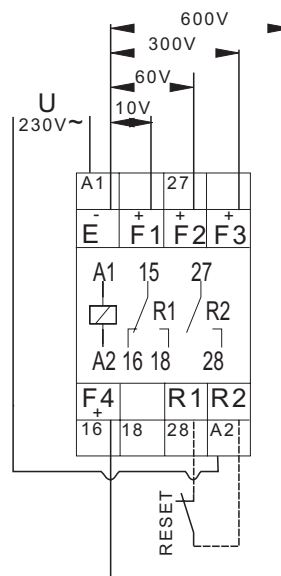 600V
300V
60V
10V
U
230V~
A1 27
- + + +
E F1 F2 F3
A1 15 27
R1 R2
A2 16 18 28
F4 R1 R2
+
16 18 28 A2
RESET